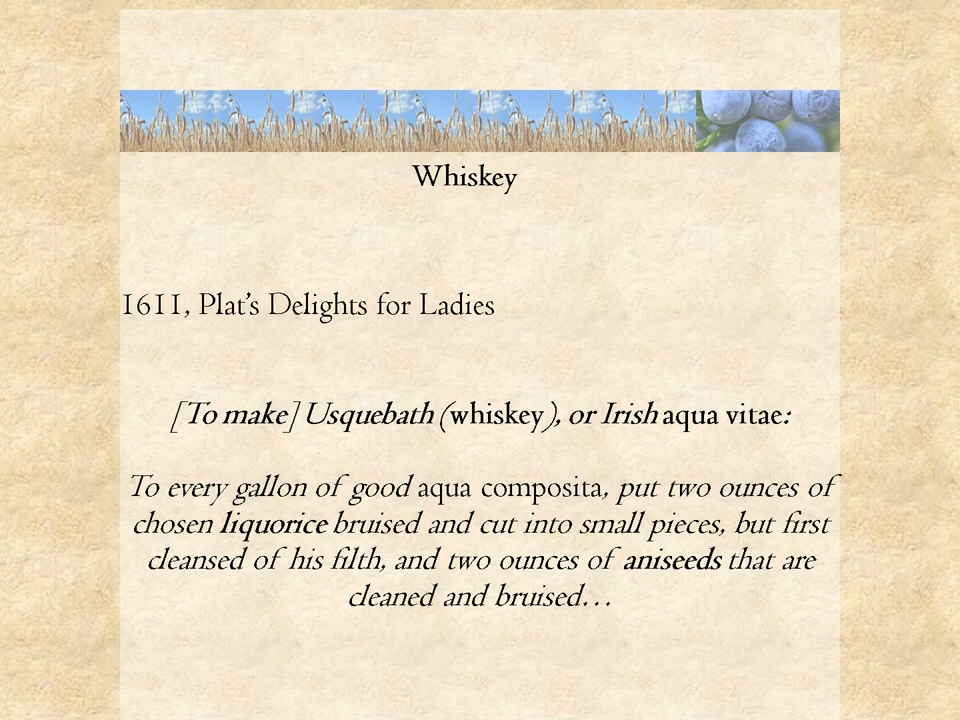 Whiskey
1611, Plat’s Delights for Ladies
[To make] Usquebath (whiskey), or Irish aqua vitae:
To every gallon of good aqua composita, put two ounces of
chosen liquorice bruised and cut into small pieces, but first
cleansed of his filth, and two ounces of aniseeds that are
cleaned and bruised…